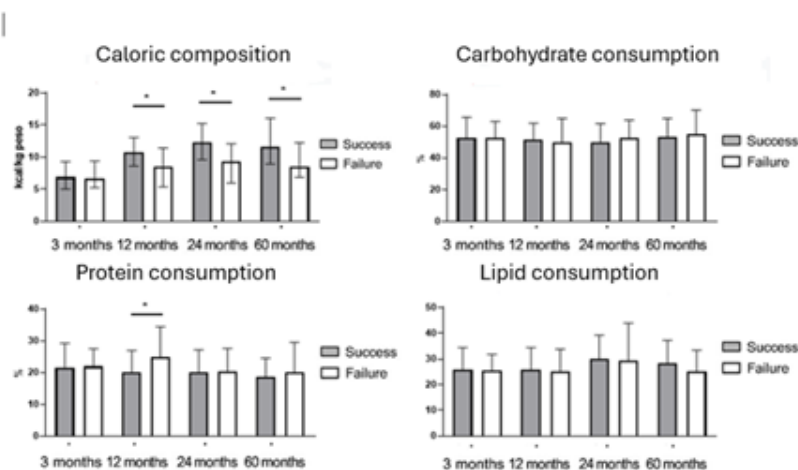 Caloric composition
20
*
*
*
15
10
5
0
kcal/kg peso
Success
Failure
3 months 12 months 24 months 60 months
Carbohydrate consumption
80
60
40
20
0
%
Success
Failure
3 months 12 months 24 months 60 months
Protein consumption
40
*
30
20
10
0
%
Success
Failure
3 months 12 months 24 months 60 months
Lipid consumption
50
40
30
20
10
0
Success
Failure
3 months 12 months 24 months 60 months